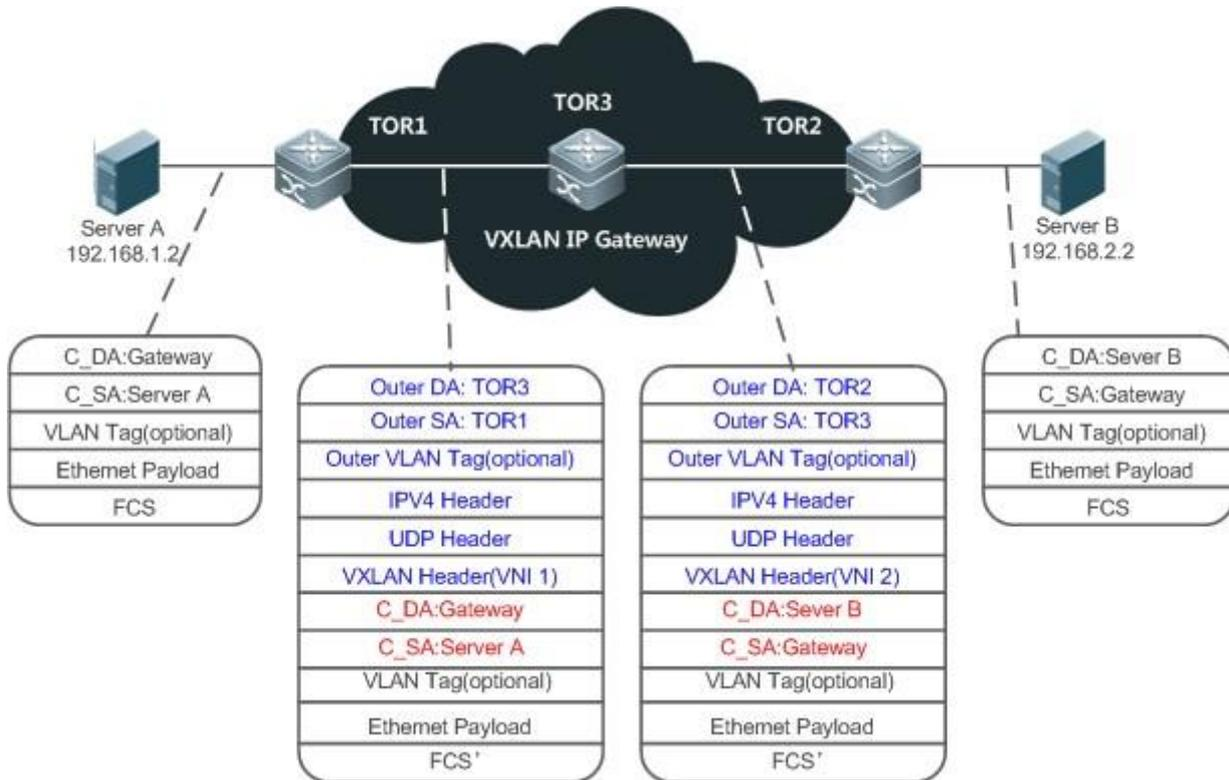 TOR3
TOR1
TOR2
VXLAN IP Gateway
Server A
192.168.1.2
Server B
192.168.2.2
C_DA:Gateway
C_SA:Server A
VLAN Tag(optional)
Ethernet Payload
FCS
Outer DA: TOR3
Outer SA: TOR1
Outer VLAN Tag(optional)
IPV4 Header
UDP Header
VXLAN Header(VNI 1)
C_DA:Gateway
C_SA:Server A
VLAN Tag(optional)
Ethernet Payload
FCS'
Outer DA: TOR2
Outer SA: TOR3
Outer VLAN Tag(optional)
IPV4 Header
UDP Header
VXLAN Header(VNI 2)
C_DA:Sever B
C_SA:Gateway
VLAN Tag(optional)
Ethernet Payload
FCS'
C_DA:Sever B
C_SA:Gateway
VLAN Tag(optional)
Ethernet Payload
FCS